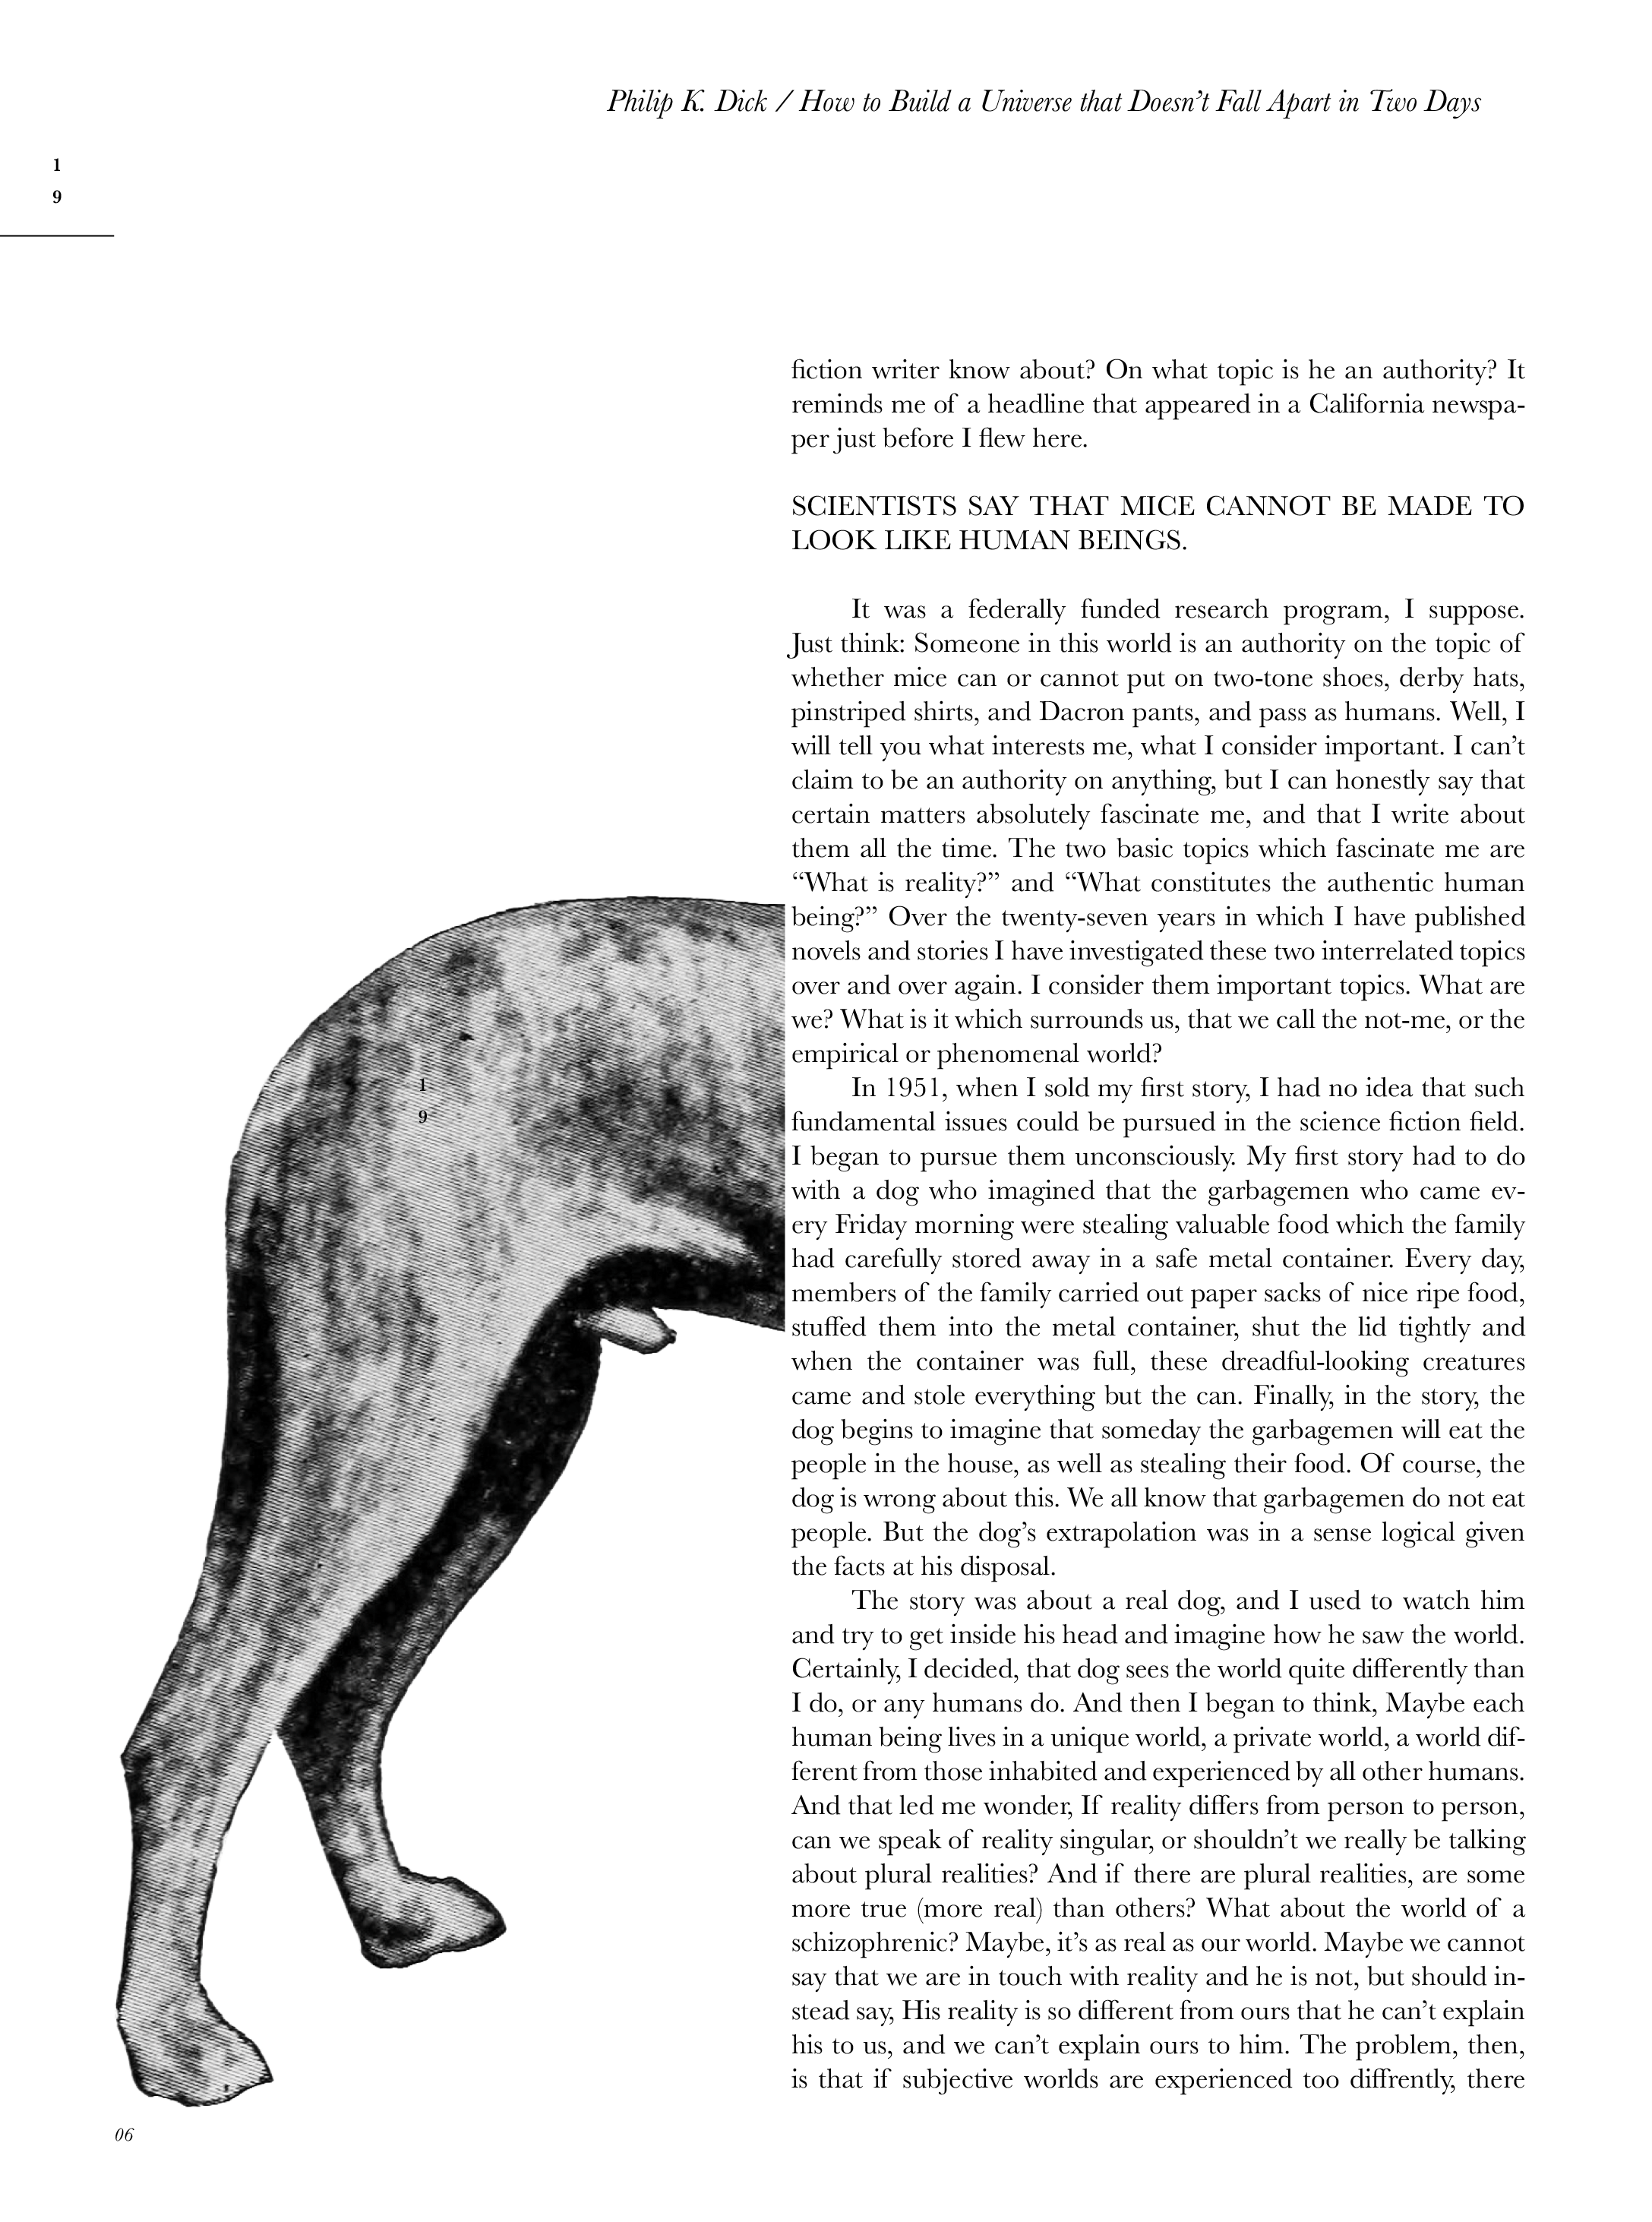 Philip K. Dick / How to Build a Universe that Doesn’t Fall Apart in Two Days
1
9
fiction writer know about? On what topic is he an authority? It
reminds me of a headline that appeared in a California newspa-
per just before I flew here.
SCIENTISTS SAY THAT MICE CANNOT BE MADE TO
LOOK LIKE HUMAN BEINGS.
It was a federally funded research program, I suppose.
Just think: Someone in this world is an authority on the topic of
whether mice can or cannot put on two-tone shoes, derby hats,
pinstriped shirts, and Dacron pants, and pass as humans. Well, I
will tell you what interests me, what I consider important. I can’t
claim to be an authority on anything, but I can honestly say that
certain matters absolutely fascinate me, and that I write about
them all the time. The two basic topics which fascinate me are
“What is reality?” and “What constitutes the authentic human
being?” Over the twenty-seven years in which I have published
novels and stories I have investigated these two interrelated topics
over and over again. I consider them important topics. What are
we? What is it which surrounds us, that we call the not-me, or the
empirical or phenomenal world?
In 1951, when I sold my first story, I had no idea that such
fundamental issues could be pursued in the science fiction field.
I began to pursue them unconsciously. My first story had to do
with a dog who imagined that the garbagemen who came ev-
ery Friday morning were stealing valuable food which the family
had carefully stored away in a safe metal container. Every day,
members of the family carried out paper sacks of nice ripe food,
stuffed them into the metal container, shut the lid tightly and
when the container was full, these dreadful-looking creatures
came and stole everything but the can. Finally, in the story, the
dog begins to imagine that someday the garbagemen will eat the
people in the house, as well as stealing their food. Of course, the
dog is wrong about this. We all know that garbagemen do not eat
people. But the dog’s extrapolation was in a sense logical given
the facts at his disposal.
The story was about a real dog, and I used to watch him
and try to get inside his head and imagine how he saw the world.
Certainly, I decided, that dog sees the world quite differently than
I do, or any humans do. And then I began to think, Maybe each
human being lives in a unique world, a private world, a world dif-
ferent from those inhabited and experienced by all other humans.
And that led me wonder, If reality differs from person to person,
can we speak of reality singular, or shouldn’t we really be talking
about plural realities? And if there are plural realities, are some
more true (more real) than others? What about the world of a
schizophrenic? Maybe, it’s as real as our world. Maybe we cannot
say that we are in touch with reality and he is not, but should in-
stead say, His reality is so different from ours that he can’t explain
his to us, and we can’t explain ours to him. The problem, then,
is that if subjective worlds are experienced too diffrently, there
1
9
06